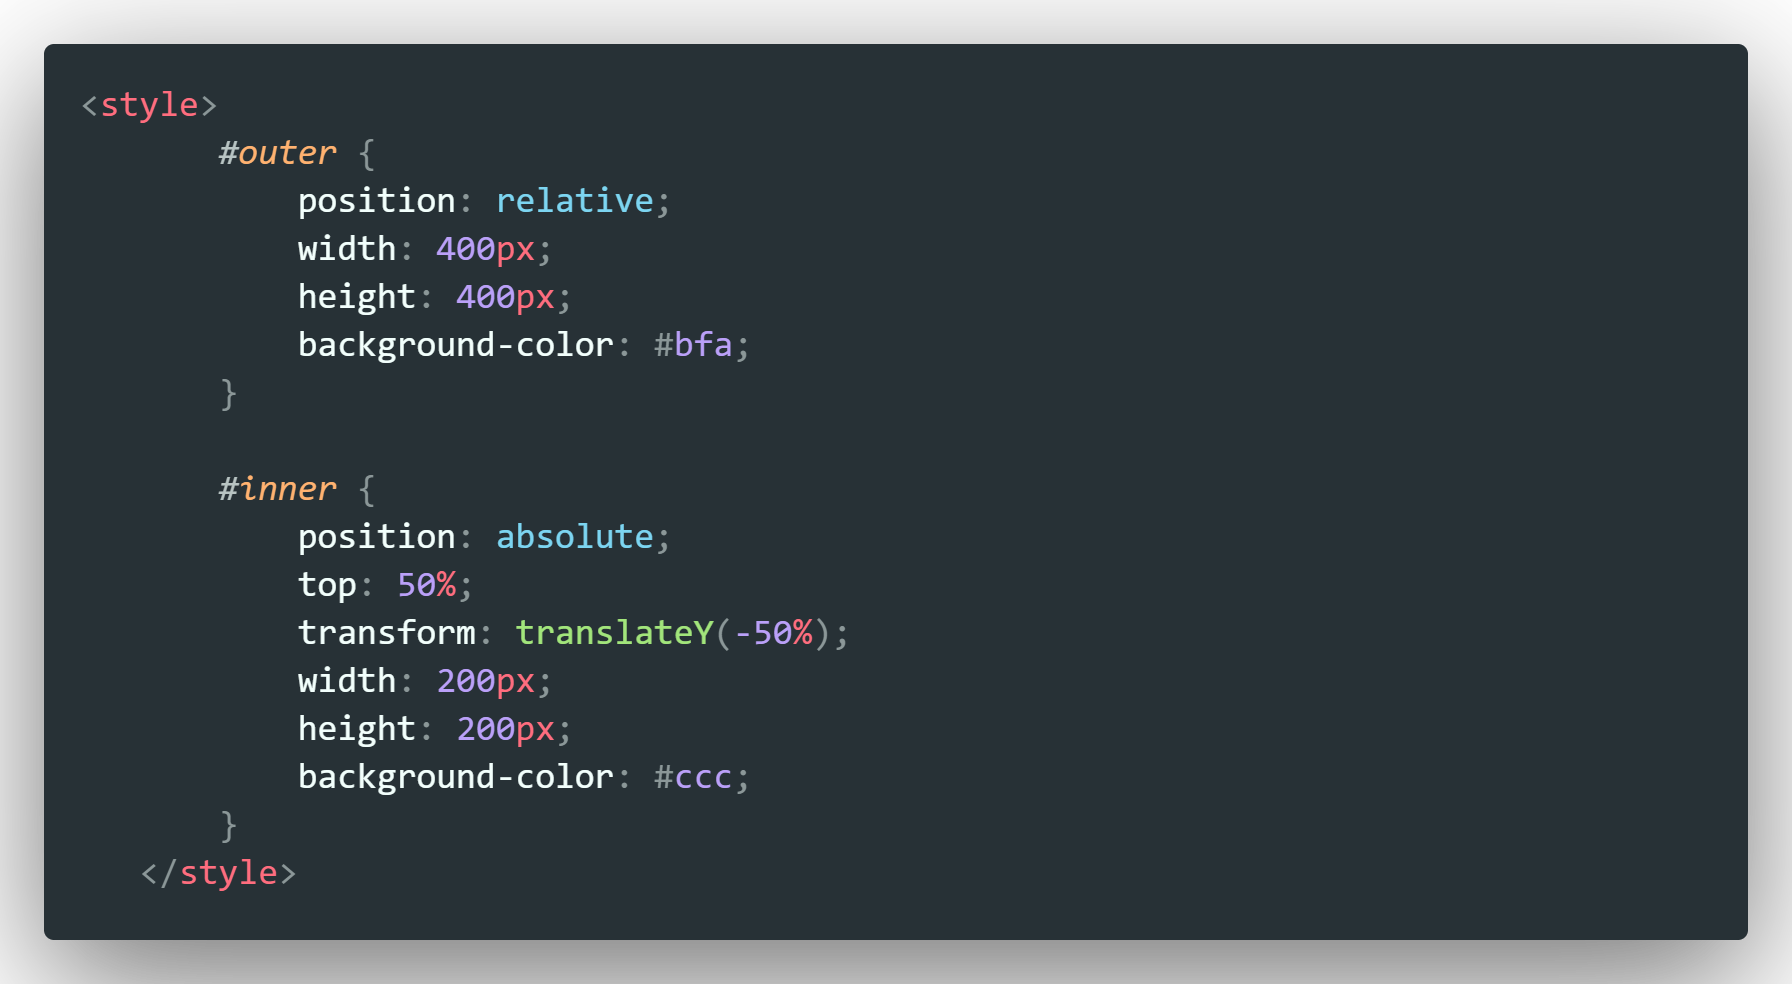 <style>
#outer {
position: relative;
width: 400px;
height: 400px;
background-color: #bfa;
}
#inner {
position: absolute;
top: 50%;
transform: translateY(-50%);
width: 200px;
height: 200px;
background-color: #ccc;
}
</style>